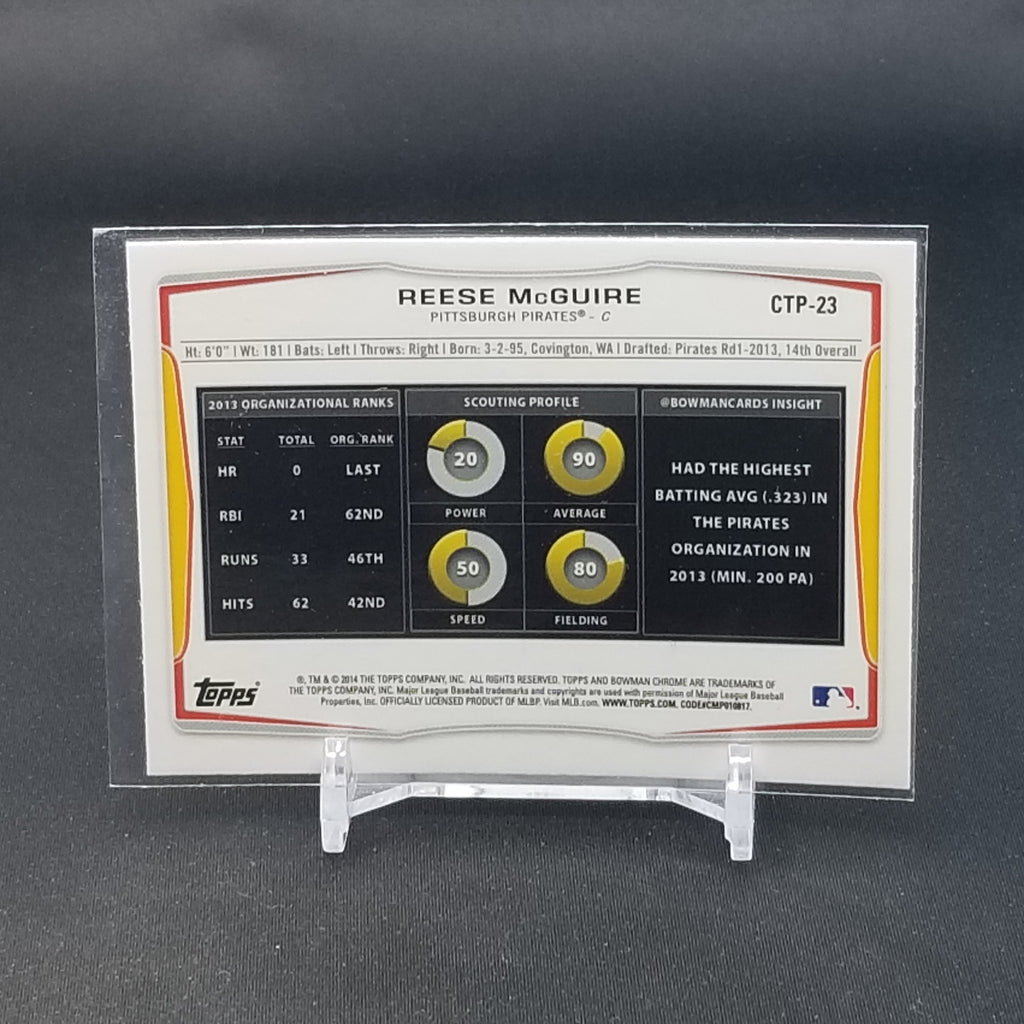 REESE McGUIRE
PITTSBURGH PIRATES® - C
CTP-23
Ht: 6'0" | Wt: 181 | Bats: Left | Throws: Right | Born: 3-2-95, Covington, WA | Drafted: Pirates Rd1-2013, 14th Overall
2013 ORGANIZATIONAL RANKS
STAT TOTAL ORG. RANK
HR 0 LAST
RBI 21 62ND
RUNS 33 46TH
HITS 62 42ND
SCOUTING PROFILE
20 90
POWER AVERAGE
50 80
SPEED FIELDING
@BOWMANCARDS INSIGHT
HAD THE HIGHEST
BATTING AVG (.323) IN
THE PIRATES
ORGANIZATION IN
2013 (MIN. 200 PA)
Topps®
®, TM & © 2014 THE TOPPS COMPANY, INC. ALL RIGHTS RESERVED. TOPPS AND BOWMAN CHROME ARE TRADEMARKS OF
THE TOPPS COMPANY, INC. Major League Baseball trademarks and copyrights are used with permission of Major League Baseball
Properties, Inc. OFFICIALLY LICENSED PRODUCT OF MLBP. Visit MLB.com. WWW.TOPPS.COM. CODE#CMP010817.